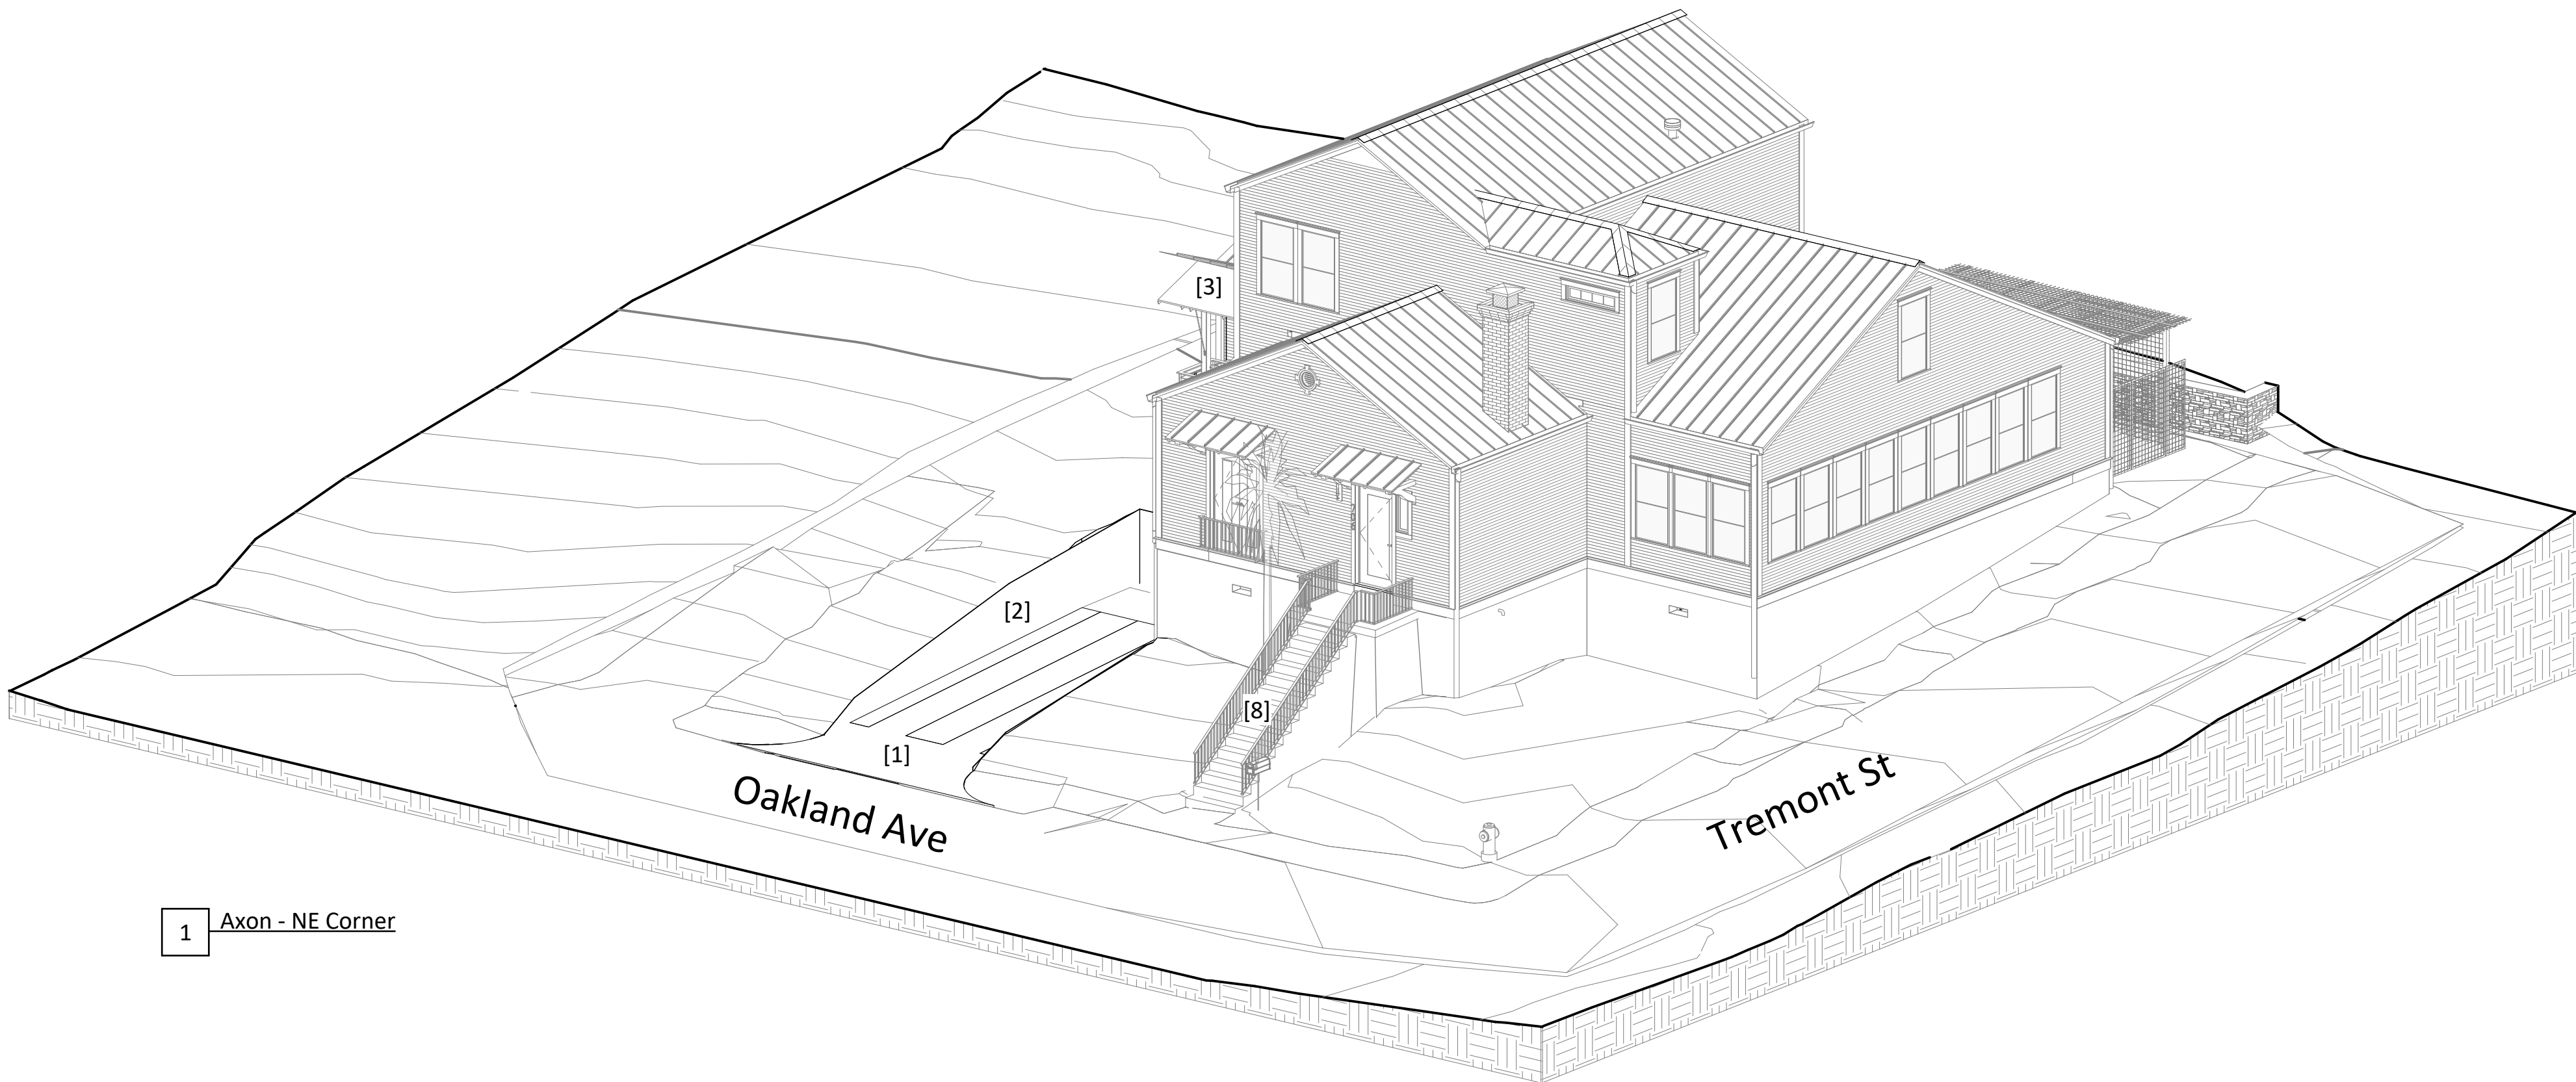 [3]
[2]
[8]
[1]
Oakland Ave
Tremont St
1 Axon - NE Corner